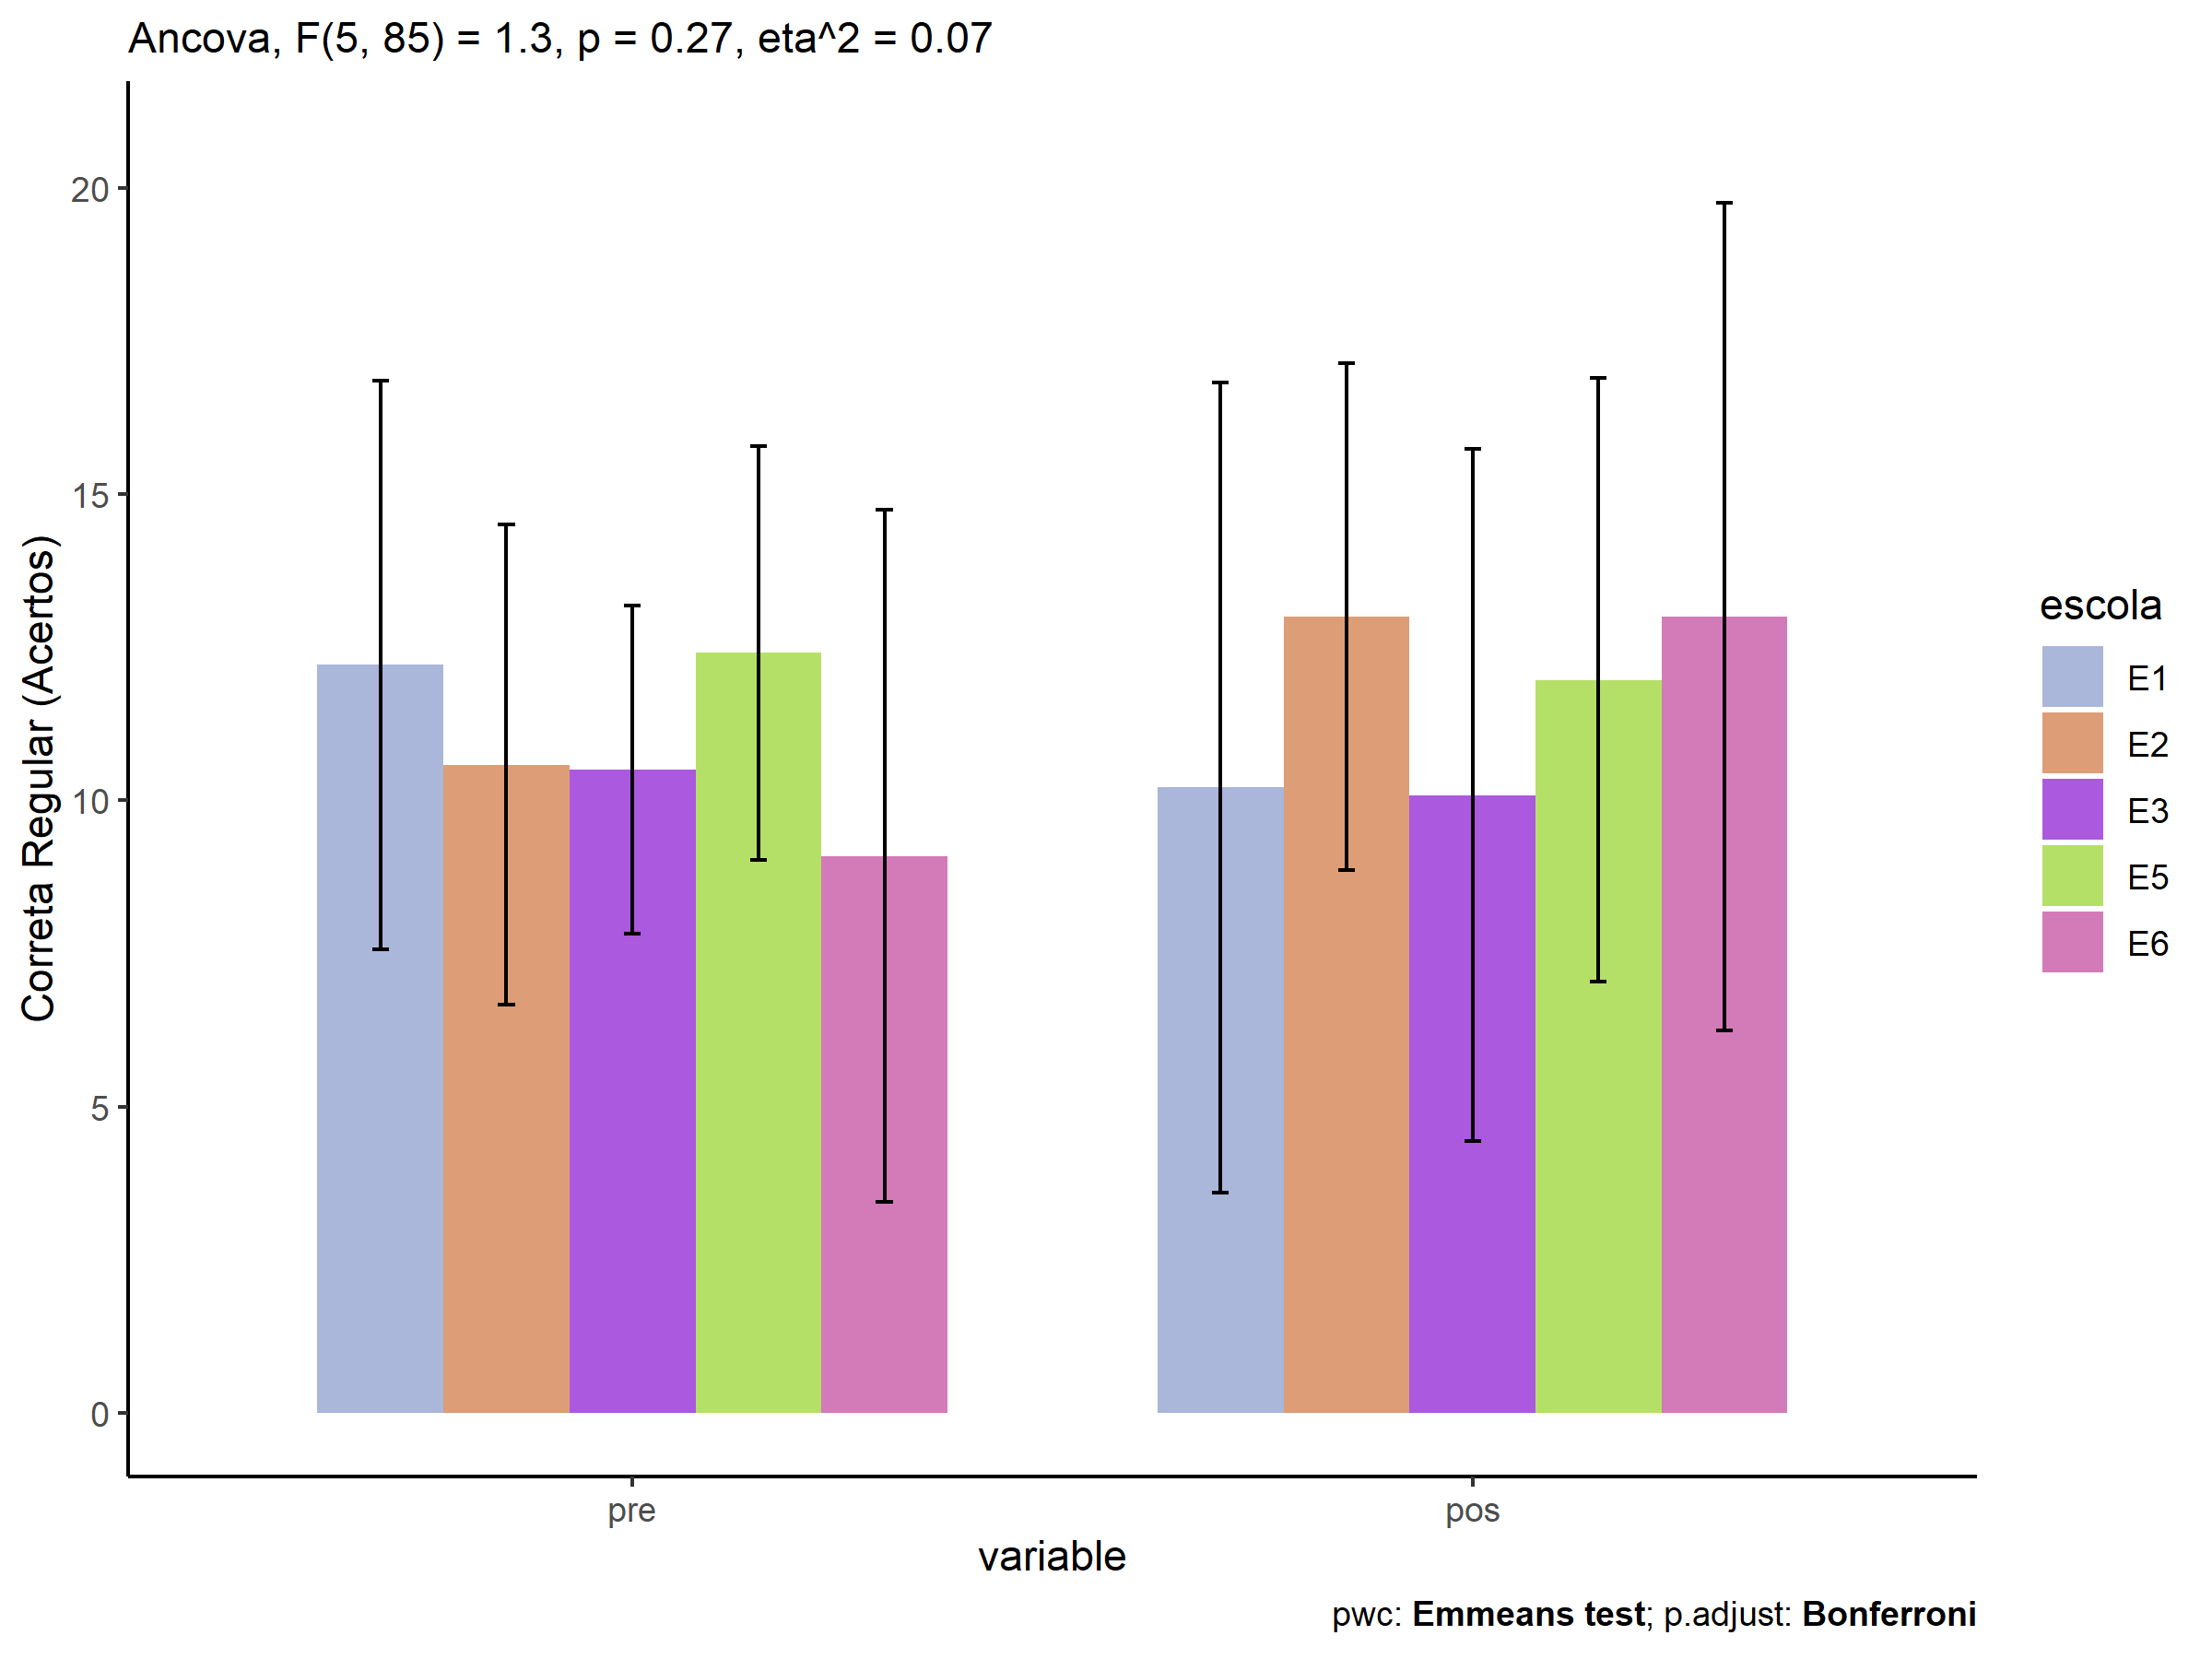 Ancova, F(5, 85) = 1.3, p = 0.27, eta^2 = 0.07
Correta Regular (Acertos)
20
15
10
5
0
pre
pos
variable
escola
E1
E2
E3
E5
E6
pwc: Emmeans test; p.adjust: Bonferroni